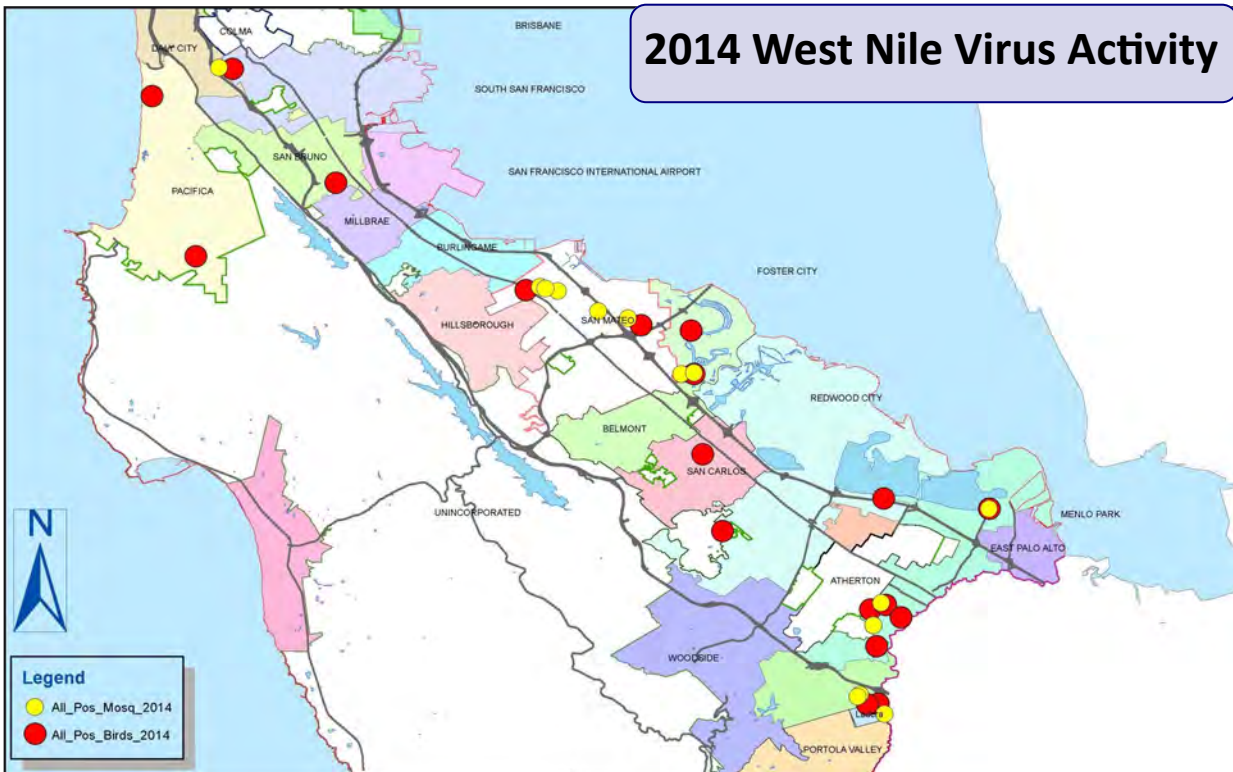 2014 West Nile Virus Activity
BRISBANE
COLMA
DALY CITY
SOUTH SAN FRANCISCO
SAN BRUNO
SAN FRANCISCO INTERNATIONAL AIRPORT
PACIFICA
MILLBRAE
BURLINGAME
FOSTER CITY
HILLSBOROUGH
SAN MATEO
REDWOOD CITY
BELMONT
SAN CARLOS
UNINCORPORATED
MENLO PARK
EAST PALO ALTO
ATHERTON
WOODSIDE
Ladera
PORTOLA VALLEY
N
Legend
All_Pos_Mosq_2014
All_Pos_Birds_2014